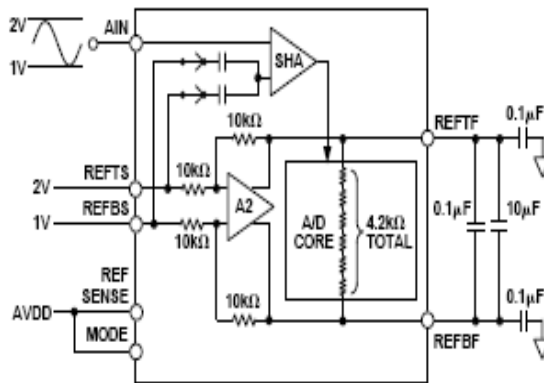 2V
1V
AIN
SHA
10kΩ
REFTF
0.1µF
REFTS
10kΩ
2V
REFBS
1V
10kΩ
A2
A/D
CORE
4.2kΩ
TOTAL
0.1µF
10µF
REF
SENSE
10kΩ
AVDD
MODE
REFBF
0.1µF